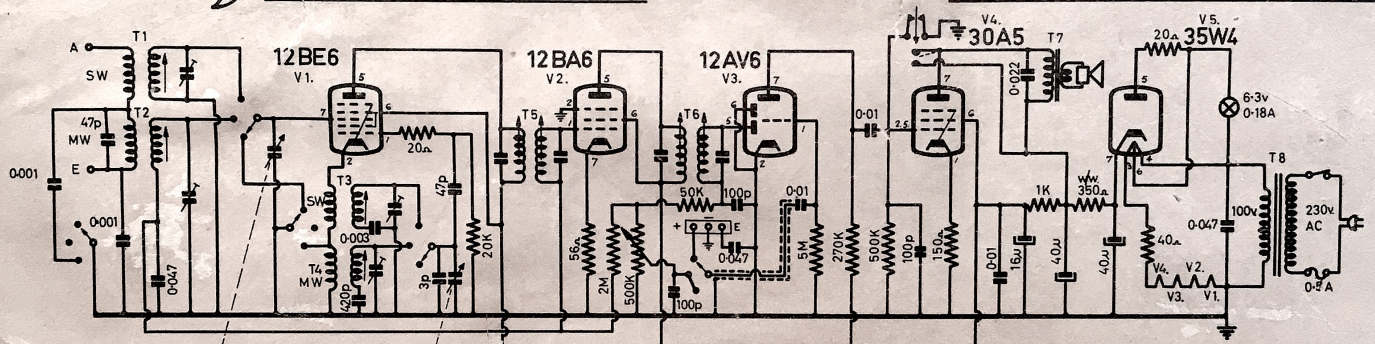 A
SW
T1
T2
47p
MW
E
0·001
0·001
0·047
12BE6
V1.
5
7
6
1
2
20Ω
47p
20K
SW
T3
0·003
T4
MW
420p
3p
T5
12BA6
V2.
5
2
1
6
7
56Ω
2M
500K
100p
T6
12AV6
V3.
7
6
5
1
2
50K
100p
+ − E
0·047
0·01
5M
270K
0·01
500K
100p
V4.
30A5
7
2 5
6
1
150Ω
0·022
T7
0·01
16μ
1K
40μ
WW.
350Ω
40μ
V5.
35W4
20Ω
5
7
3
4
6
40Ω
V4. V2.
V3. V1.
6·3v
0·18A
0·047
T8
100v.
230v.
AC
0·5A